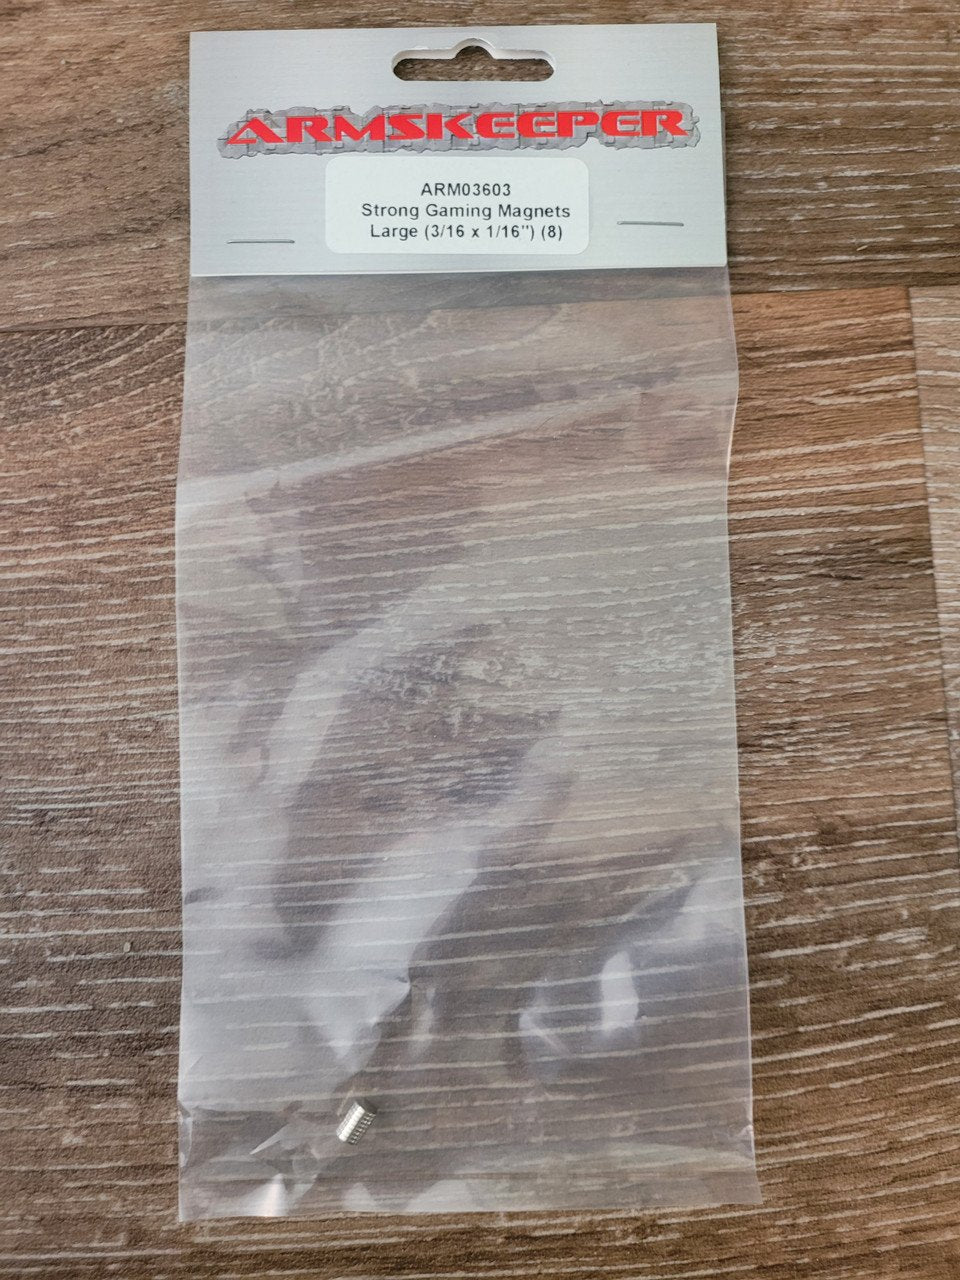 ARMSKEEPER
ARM03603
Strong Gaming Magnets
Large (3/16 x 1/16") (8)